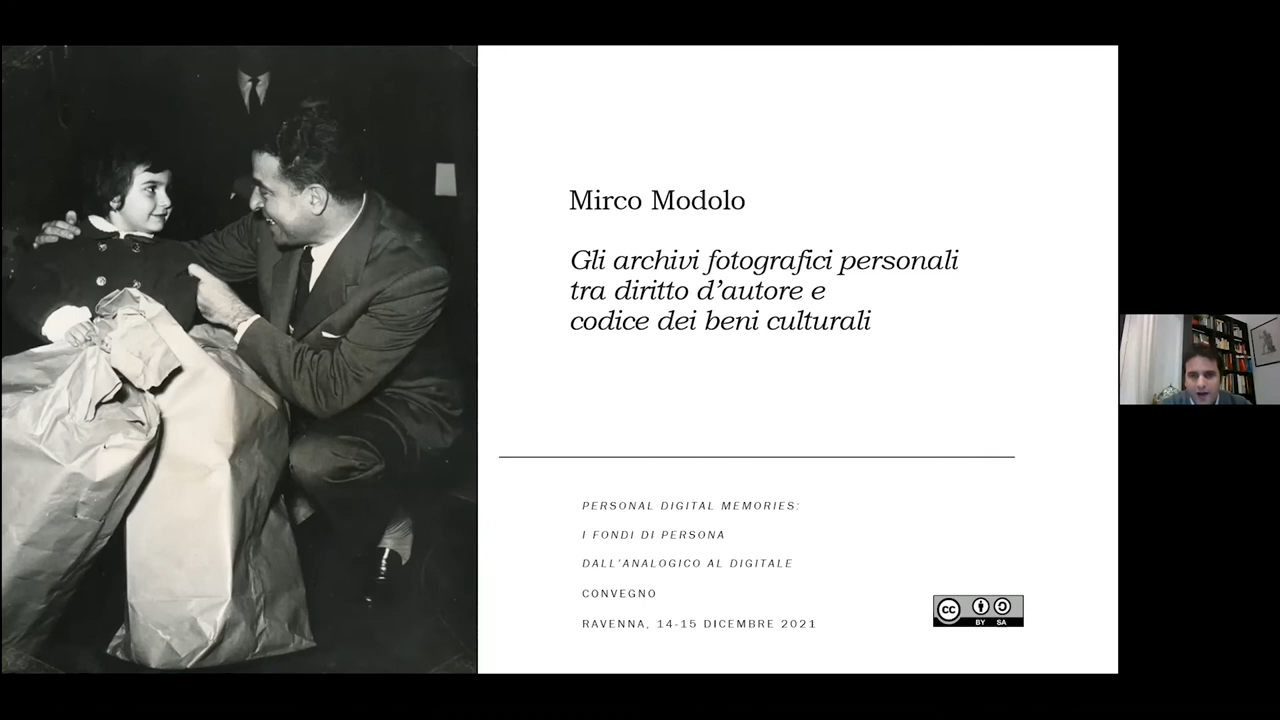 Mirco Modolo
Gli archivi fotografici personali
tra diritto d'autore e
codice dei beni culturali
PERSONAL DIGITAL MEMORIES:
I FONDI DI PERSONA
DALL'ANALOGICO AL DIGITALE
CONVEGNO
RAVENNA, 14-15 DICEMBRE 2021
cc
BY SA